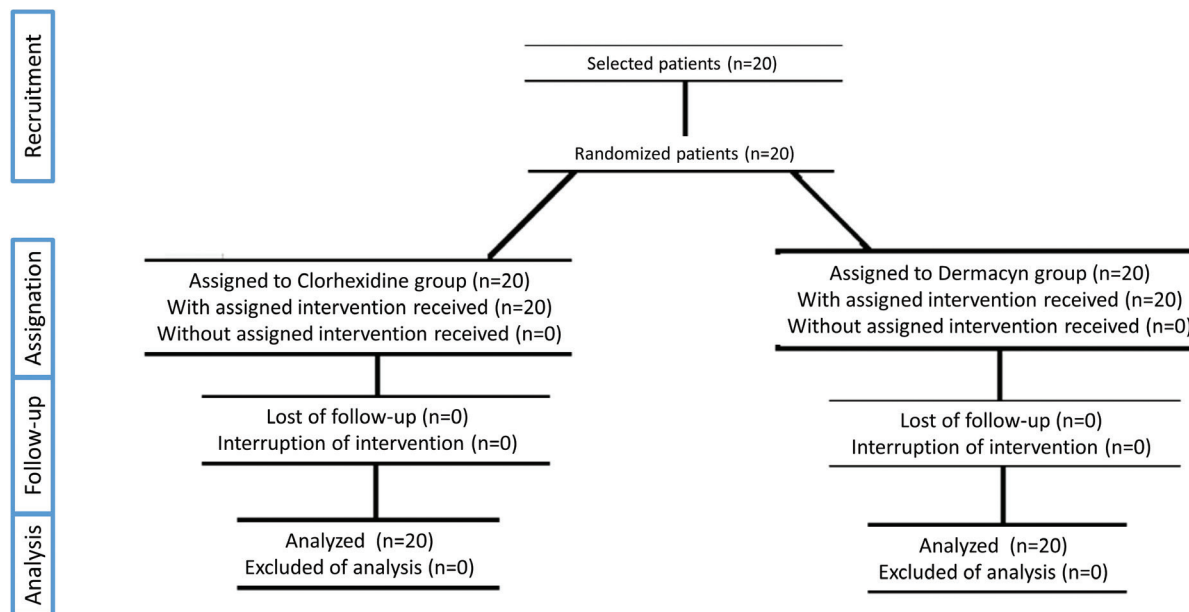 Recruitment
Selected patients (n=20)
Randomized patients (n=20)
Assignation
Assigned to Clorhexidine group (n=20)
With assigned intervention received (n=20)
Without assigned intervention received (n=0)
Assigned to Dermacyn group (n=20)
With assigned intervention received (n=20)
Without assigned intervention received (n=0)
Follow-up
Lost of follow-up (n=0)
Interruption of intervention (n=0)
Lost of follow-up (n=0)
Interruption of intervention (n=0)
Analysis
Analyzed (n=20)
Excluded of analysis (n=0)
Analyzed (n=20)
Excluded of analysis (n=0)